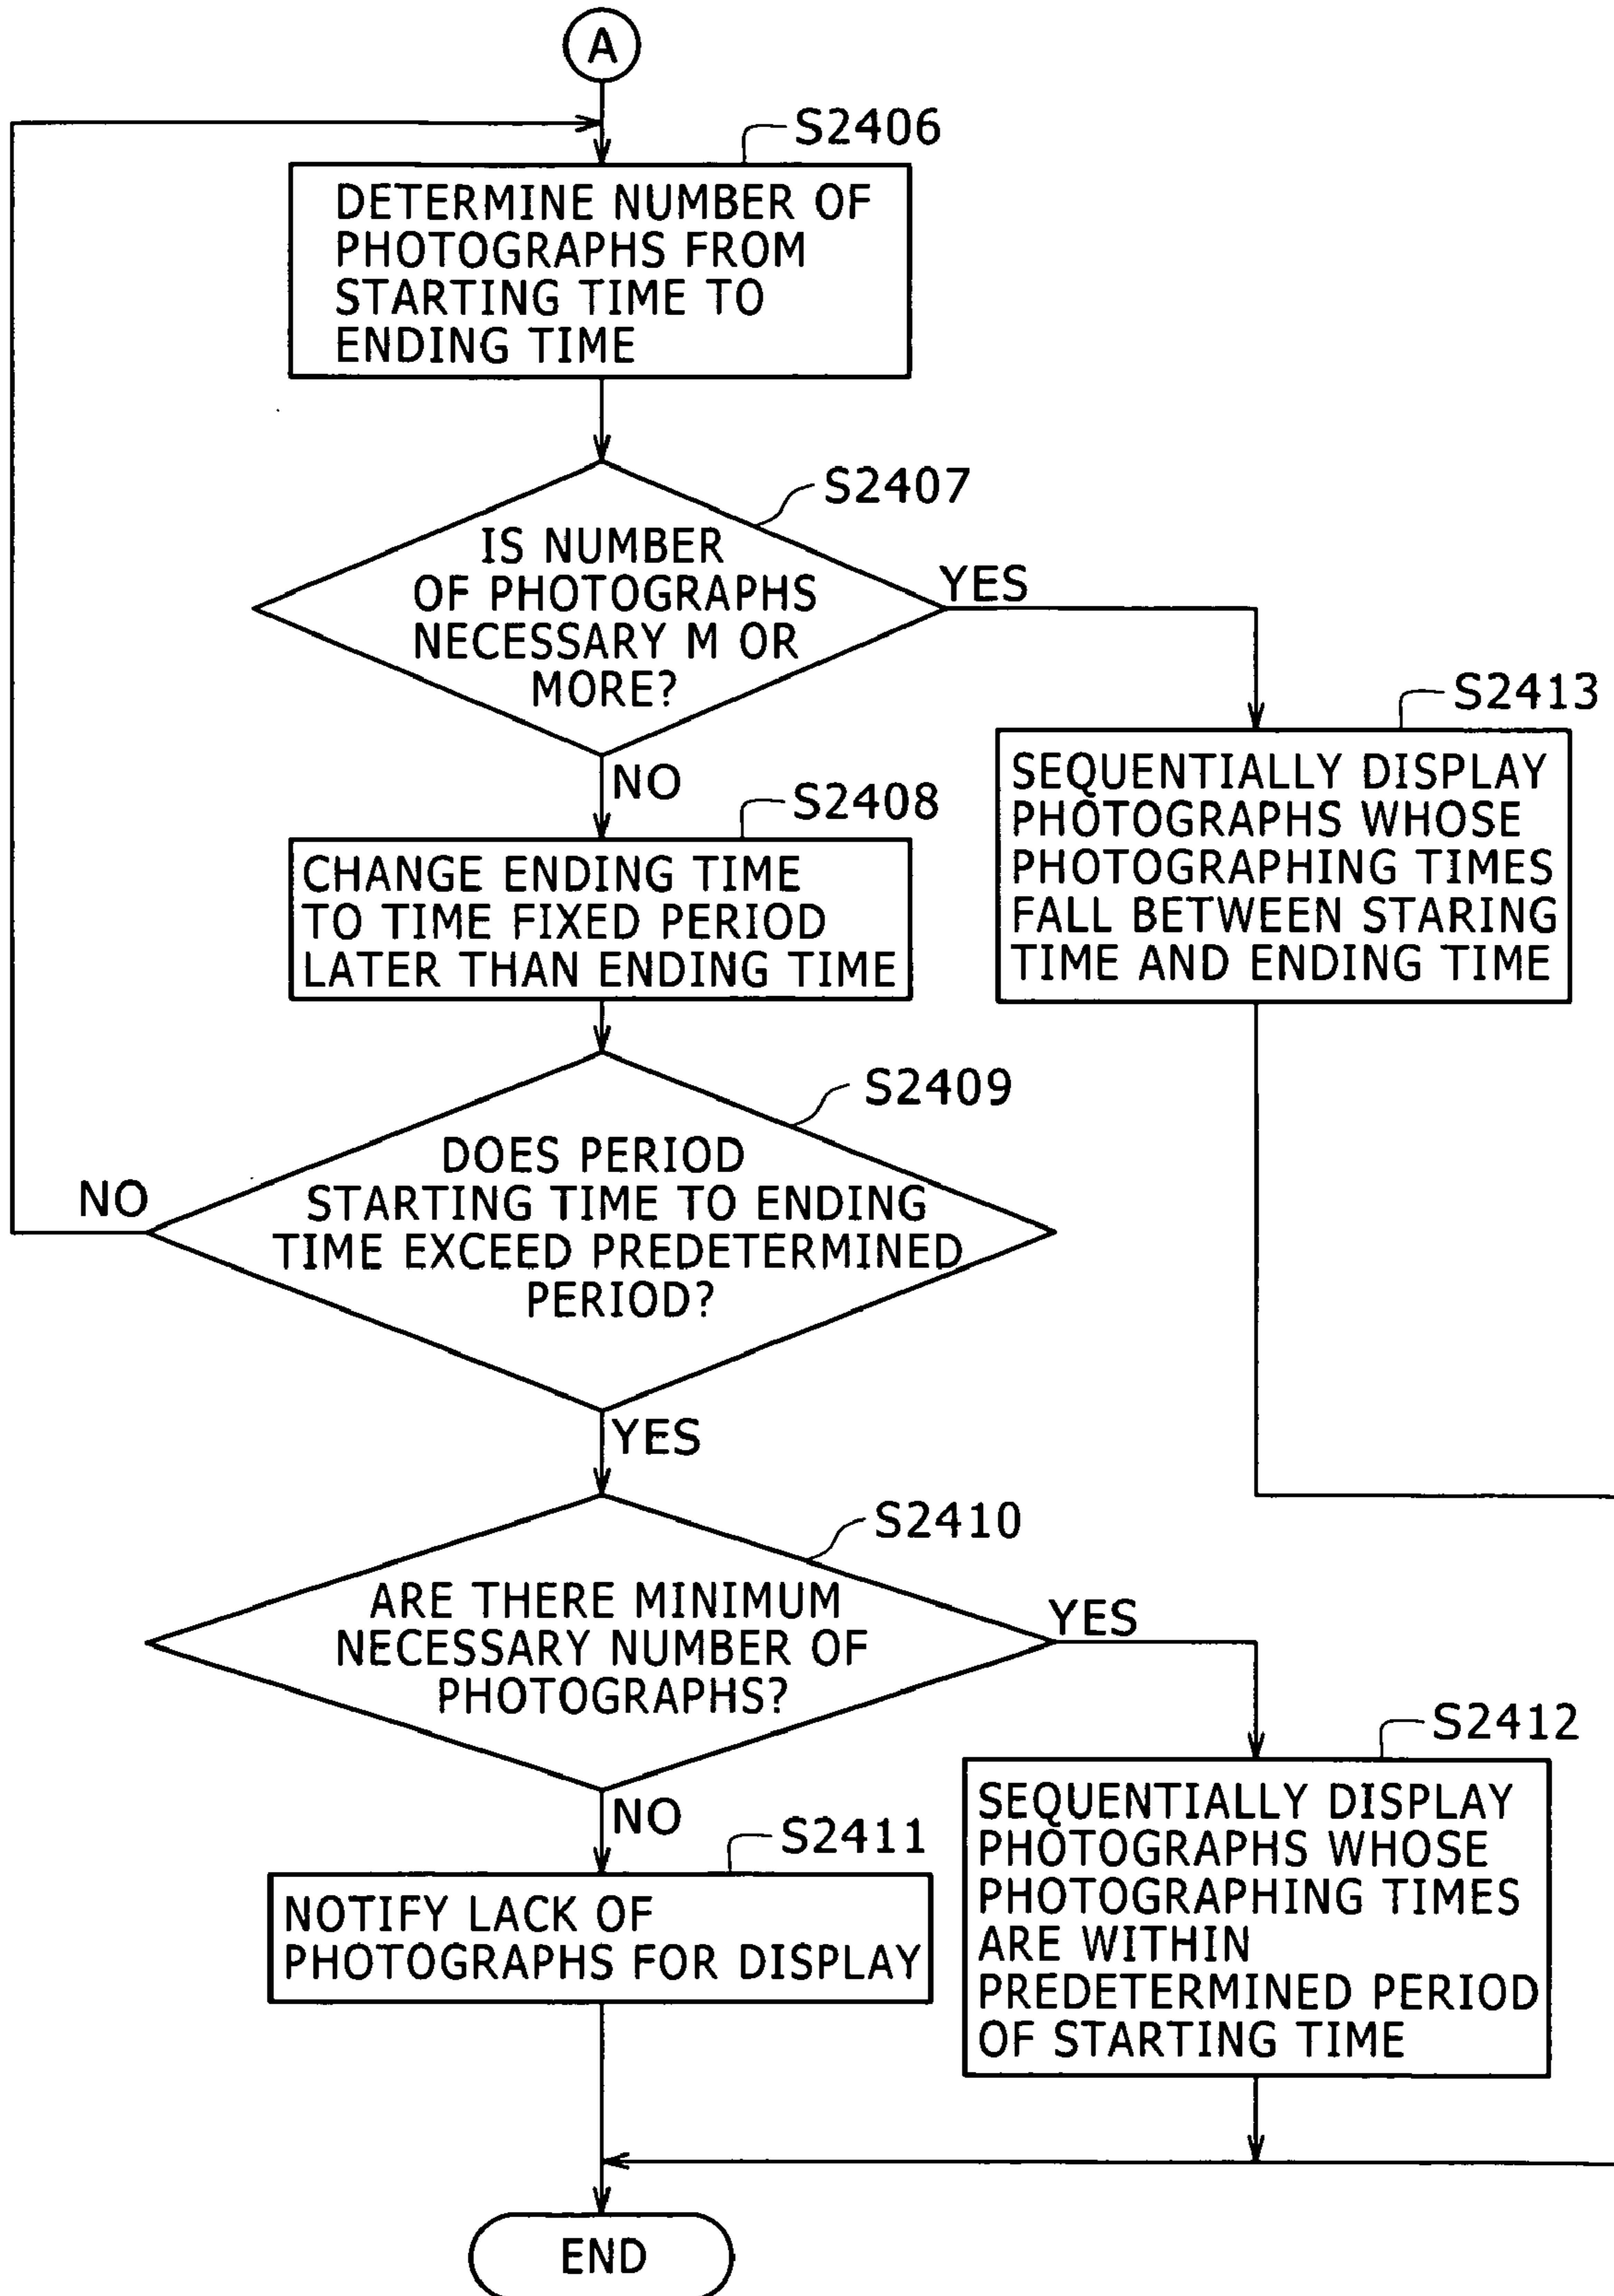 A
S2406
DETERMINE NUMBER OF
PHOTOGRAPHS FROM
STARTING TIME TO
ENDING TIME
S2407
IS NUMBER
OF PHOTOGRAPHS
NECESSARY M OR
MORE?
YES
NO
S2413
SEQUENTIALLY DISPLAY
PHOTOGRAPHS WHOSE
PHOTOGRAPHING TIMES
FALL BETWEEN STARING
TIME AND ENDING TIME
S2408
CHANGE ENDING TIME
TO TIME FIXED PERIOD
LATER THAN ENDING TIME
S2409
DOES PERIOD
STARTING TIME TO ENDING
TIME EXCEED PREDETERMINED
PERIOD?
NO
YES
S2410
ARE THERE MINIMUM
NECESSARY NUMBER OF
PHOTOGRAPHS?
YES
NO
S2412
SEQUENTIALLY DISPLAY
PHOTOGRAPHS WHOSE
PHOTOGRAPHING TIMES
ARE WITHIN
PREDETERMINED PERIOD
OF STARTING TIME
S2411
NOTIFY LACK OF
PHOTOGRAPHS FOR DISPLAY
END